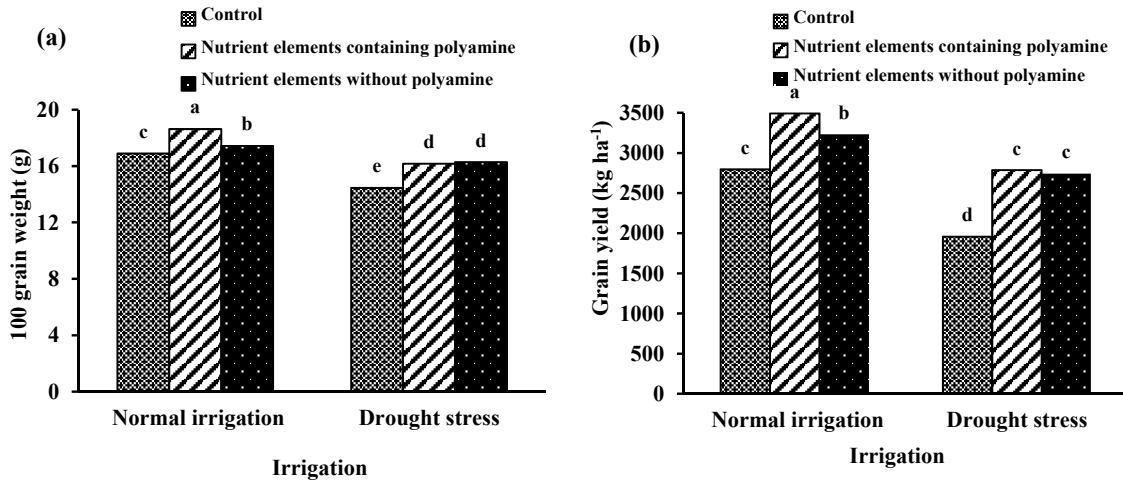 (a)
Control
Nutrient elements containing polyamine
Nutrient elements without polyamine
100 grain weight (g)
20
16
12
8
4
0
c
a
b
e
d
d
Normal irrigation
Drought stress
Irrigation
(b)
Control
Nutrient elements containing polyamine
Nutrient elements without polyamine
Grain yield (kg ha⁻¹)
3500
3000
2500
2000
1500
1000
500
0
c
a
b
d
c
c
Normal irrigation
Drought stress
Irrigation